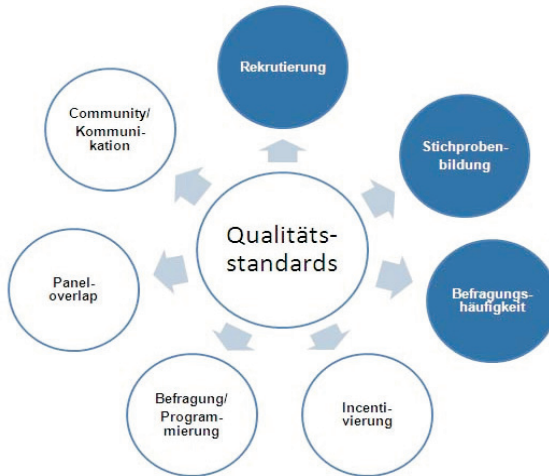 Rekrutierung
Stichproben-
bildung
Befragungs-
häufigkeit
Incenti-
vierung
Befragung/
Program-
mierung
Panel-
overlap
Community/
Kommuni-
kation
Qualitäts-
standards